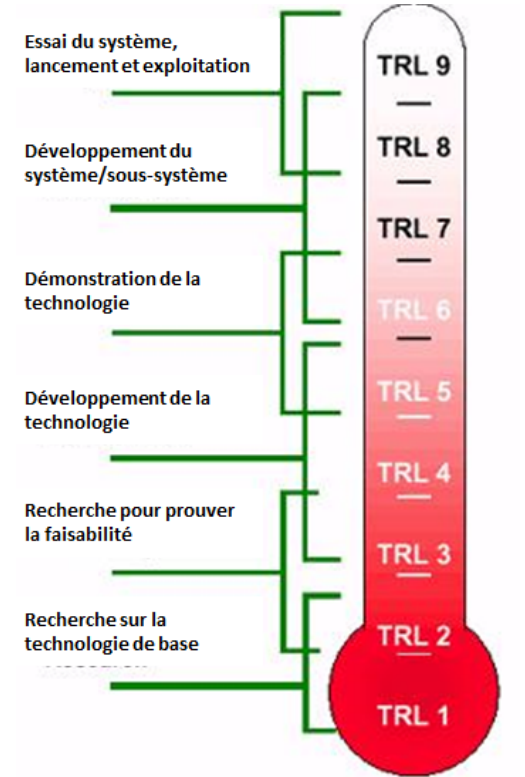 Essai du système,
lancement et exploitation
Développement du
système/sous-système
Démonstration de la
technologie
Développement de la
technologie
Recherche pour prouver
la faisabilité
Recherche sur la
technologie de base
TRL 9
TRL 8
TRL 7
TRL 6
TRL 5
TRL 4
TRL 3
TRL 2
TRL 1